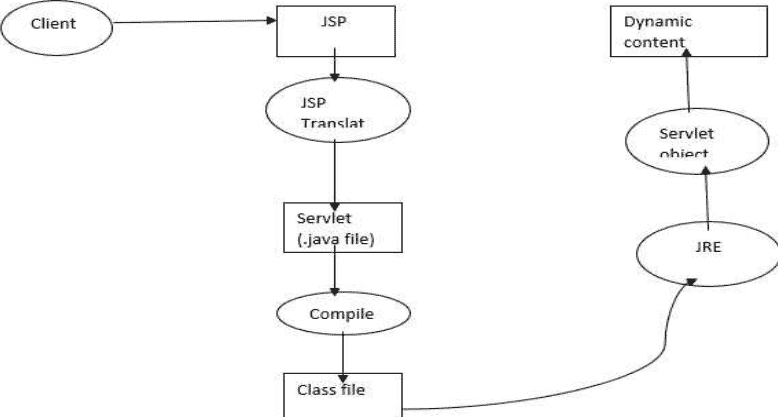 Client
JSP
JSP
Translat
Servlet
(.java file)
Compile
Class file
JRE
Servlet
object
Dynamic
content